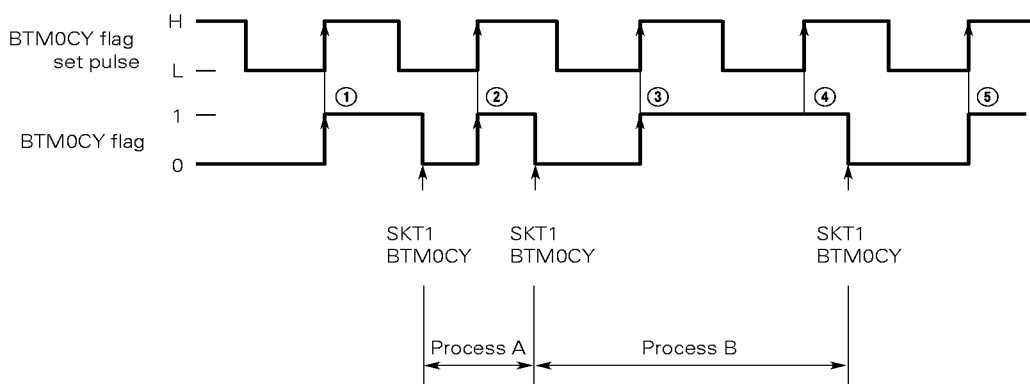 H
BTM0CY flag
set pulse
L
① ② ③ ④ ⑤
1
BTM0CY flag
0
SKT1 SKT1 SKT1
BTM0CY BTM0CY BTM0CY
Process A Process B